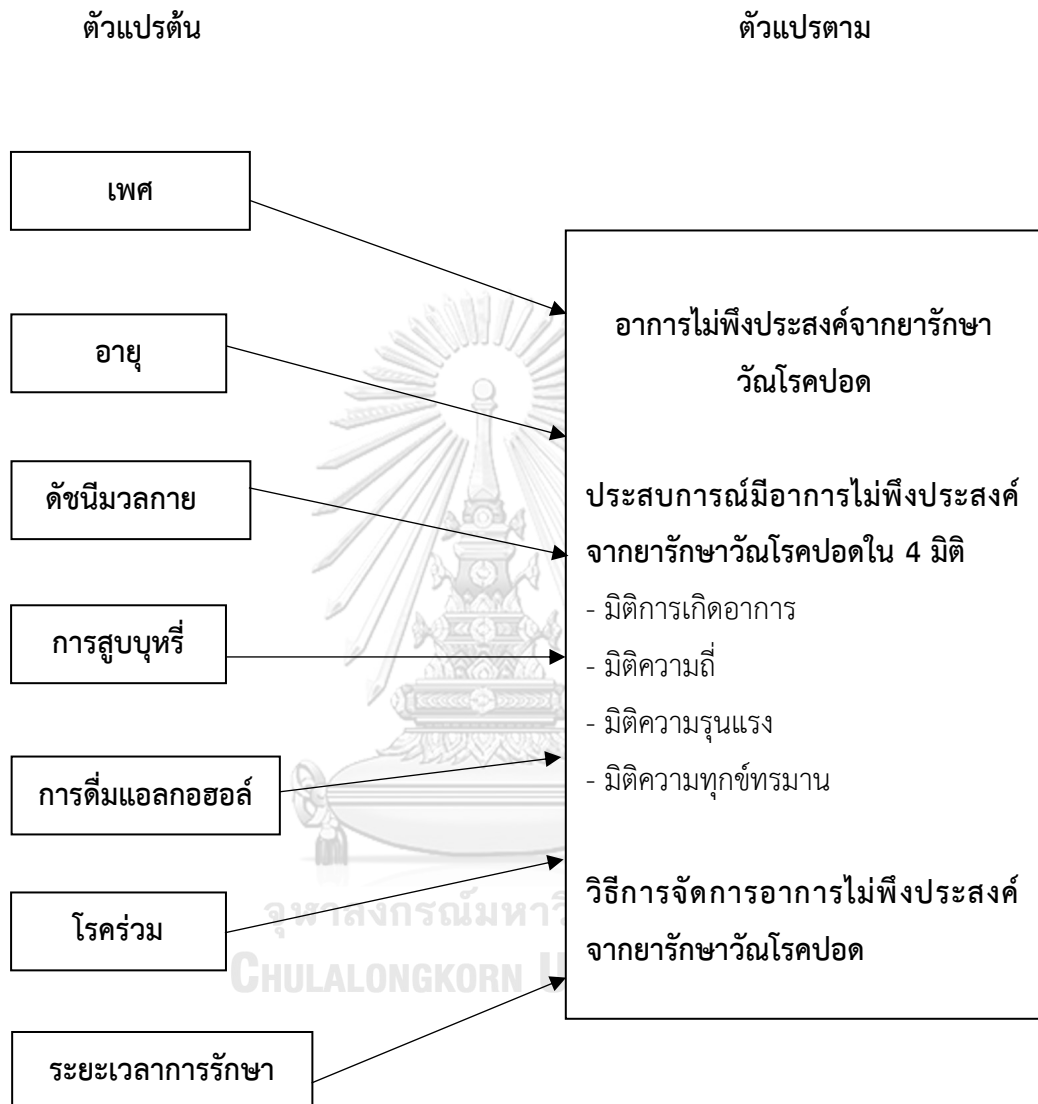 ตัวแปรต้น
ตัวแปรตาม
เพศ
อายุ
ดัชนีมวลกาย
การสูบบุหรี่
การดื่มแอลกอฮอล์
โรคร่วม
ระยะเวลาการรักษา
อาการไม่พึงประสงค์จากยารักษา
วัณโรคปอด
ประสบการณ์มีอาการไม่พึงประสงค์
จากยารักษาวัณโรคปอดใน 4 มิติ
- มิติการเกิดอาการ
- มิติความถี่
- มิติความรุนแรง
- มิติความทุกข์ทรมาน
วิธีการจัดการอาการไม่พึงประสงค์
จากยารักษาวัณโรคปอด
จุฬาลงกรณ์มหาวิ
CHULALONGKORN U